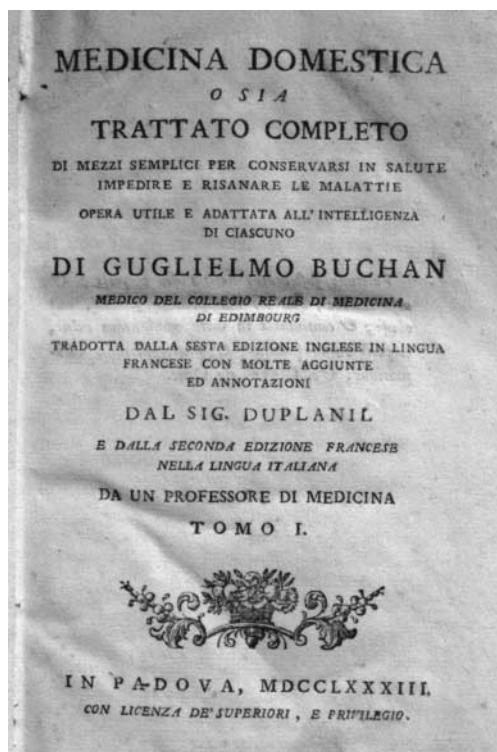 MEDICINA DOMESTICA
O SIA
TRATTATO COMPLETO
DI MEZZI SEMPLICI PER CONSERVARSI IN SALUTE
IMPEDIRE E RISANARE LE MALATTIE
OPERA UTILE E ADATTATA ALL' INTELLIGENZA
DI CIASCUNO
DI GUGLIELMO BUCHAN
MEDICO DEL COLLEGIO REALE DI MEDICINA
DI EDIMBOURG
TRADOTTA DALLA SESTA EDIZIONE INGLESE IN LINGUA
FRANCESE CON MOLTE AGGIUNTE
ED ANNOTAZIONI
DAL SIG. DUPLANIL
E DALLA SECONDA EDIZIONE FRANCESE
NELLA LINGUA ITALIANA
DA UN PROFESSORE DI MEDICINA
TOMO I.
IN PADOVA, MDCCLXXXIII.
CON LICENZA DE' SUPERIORI, E PRIVILEGIO.